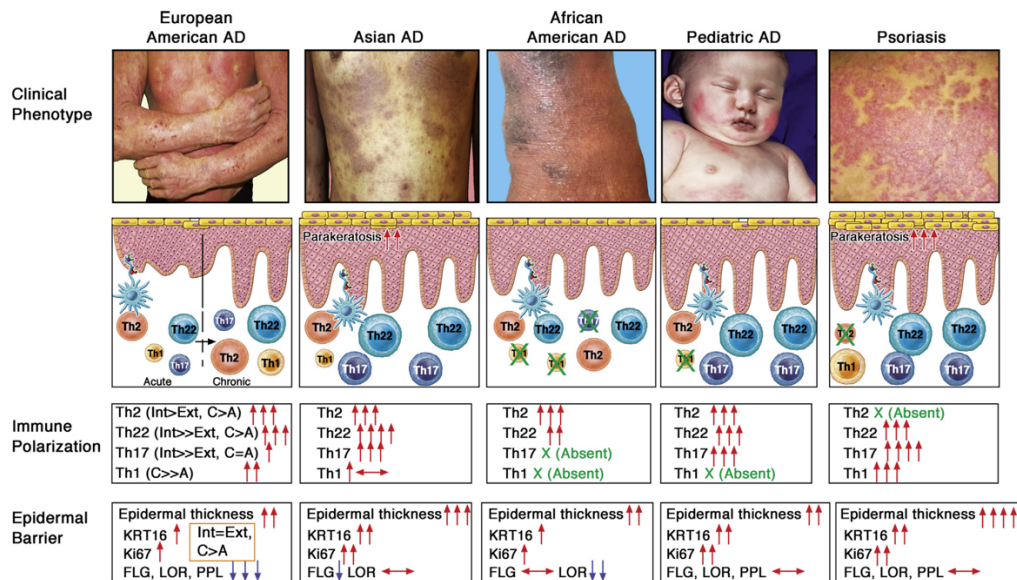 European American AD
Asian AD
African American AD
Pediatric AD
Psoriasis
Clinical Phenotype
Parakeratosis ↑↑
Th2
Th22
Th1
Th17
Acute
Th17
Th22
Th2
Th1
Chronic
Th2
Th22
Th1
Th17
Th17
Th2
Th22
Th1
Th1
Th2
Th2
Th22
Th1
Th17
Th17
Parakeratosis ↑↑↑
Th2
Th22
Th22
Th1
Th17
Th17
Immune Polarization
Th2 (Int>Ext, C>A) ↑↑↑
Th22 (Int>>Ext, C>A) ↑↑↑
Th17 (Int>>Ext, C=A) ↑
Th1 (C>>A) ↑↑
Th2 ↑↑↑
Th22 ↑↑↑↑
Th17 ↑↑↑
Th1 ↑ ↔
Th2 ↑↑↑
Th22 ↑↑
Th17 X (Absent)
Th1 X (Absent)
Th2 ↑↑↑
Th22 ↑↑↑
Th17 ↑↑↑
Th1 X (Absent)
Th2 X (Absent)
Th22 ↑↑↑
Th17 ↑↑↑↑
Th1 ↑↑↑
Epidermal Barrier
Epidermal thickness ↑↑
KRT16 ↑
Ki67 ↑
Int=Ext,
C>A
FLG, LOR, PPL ↓↓↓
Epidermal thickness ↑↑↑
KRT16 ↑↑
Ki67 ↑↑
FLG ↓ LOR ↔
Epidermal thickness ↑↑
KRT16 ↑
Ki67 ↑
FLG ↔ LOR ↓↓
Epidermal thickness ↑↑
KRT16 ↑↑
Ki67 ↑↑
FLG, LOR, PPL ↔
Epidermal thickness ↑↑↑↑
KRT16 ↑↑
Ki67 ↑↑
FLG, LOR, PPL ↔